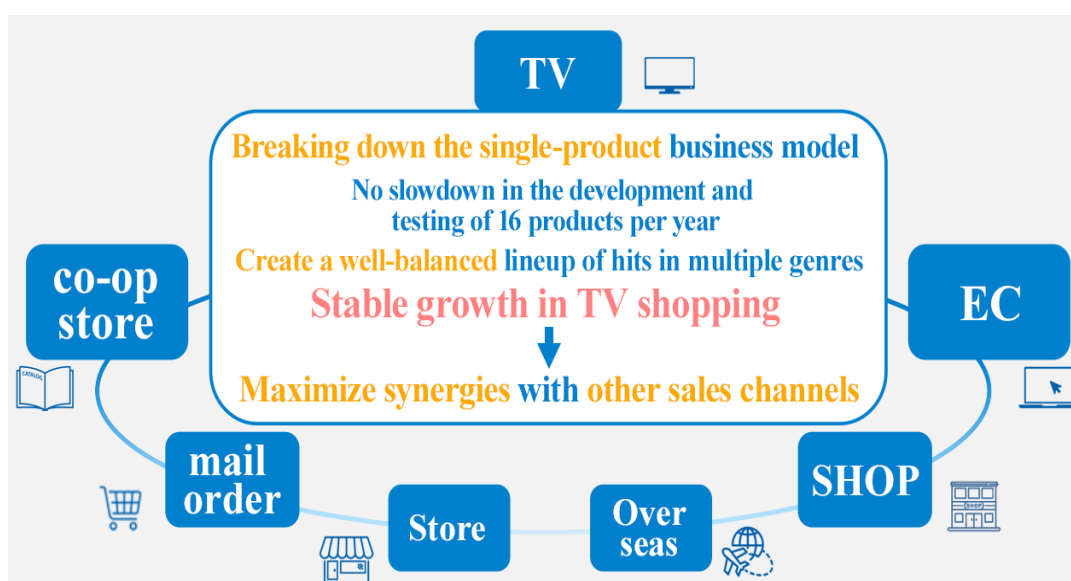 TV
Breaking down the single-product business model
No slowdown in the development and
testing of 16 products per year
Create a well-balanced lineup of hits in multiple genres
Stable growth in TV shopping
Maximize synergies with other sales channels
co-op
store
EC
CATALOG
mail
order
SHOP
SHOP
Store
Over
seas